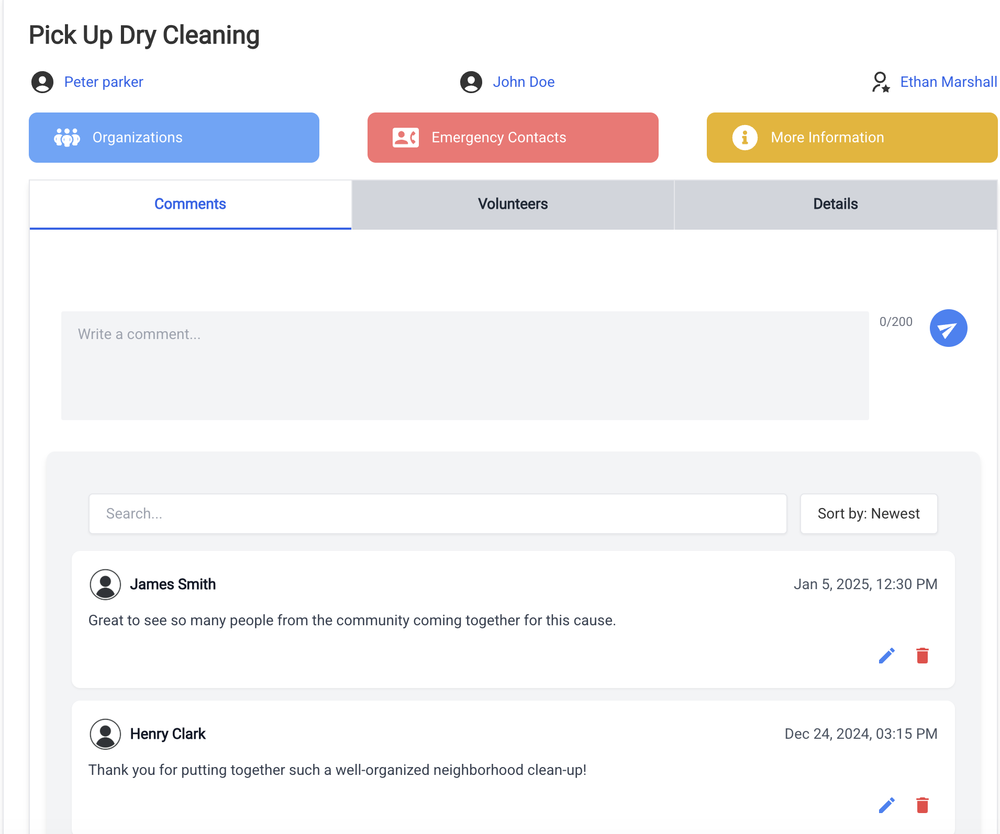 Pick Up Dry Cleaning
Peter parker
John Doe
Ethan Marshall
Organizations
Emergency Contacts
More Information
Comments
Volunteers
Details
Write a comment...
0/200
Search...
Sort by: Newest
James Smith
Jan 5, 2025, 12:30 PM
Great to see so many people from the community coming together for this cause.
Henry Clark
Dec 24, 2024, 03:15 PM
Thank you for putting together such a well-organized neighborhood clean-up!